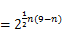 = 2^{\frac{1}{2}n(9−n)}